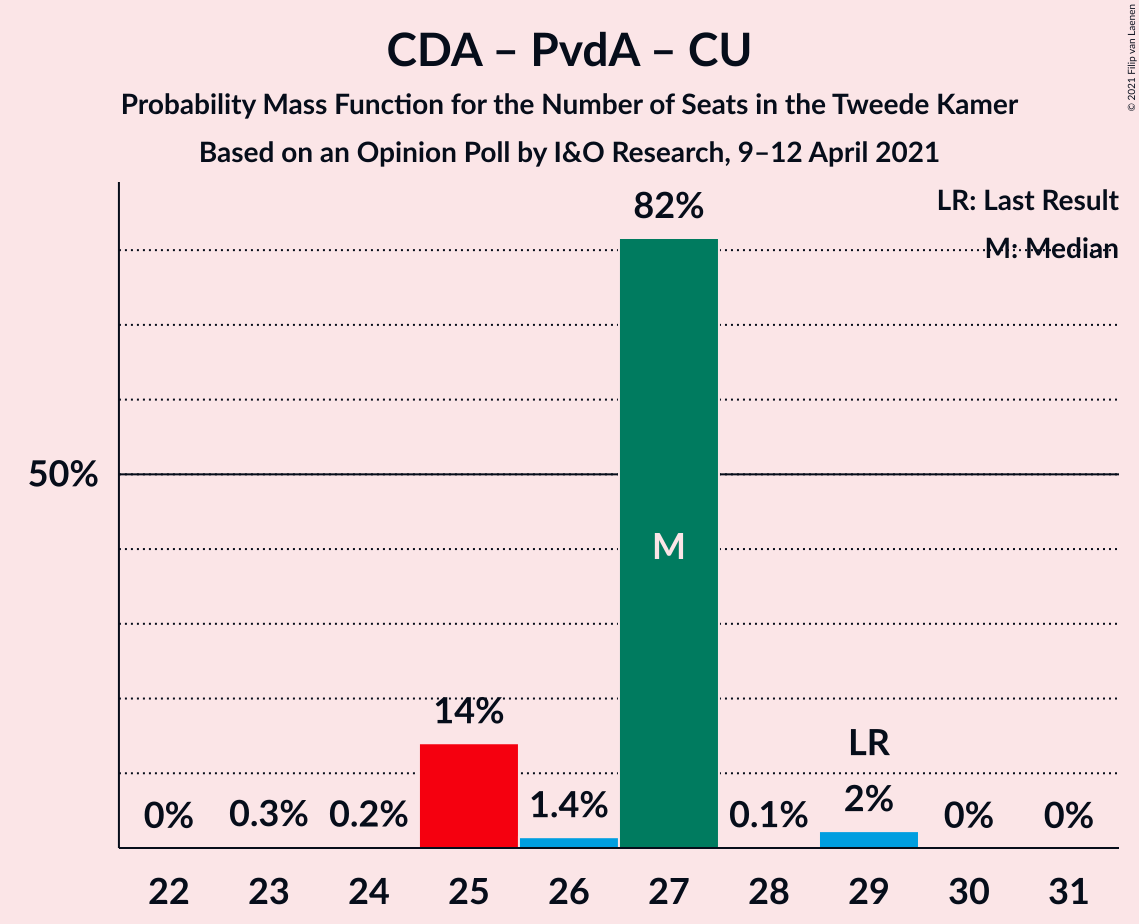 CDA – PvdA – CU
Probability Mass Function for the Number of Seats in the Tweede Kamer
Based on an Opinion Poll by I&O Research, 9–12 April 2021
© 2021 Filip van Laenen
LR: Last Result
M: Median
82%
50%
M
14%
LR
0%
0.3%
0.2%
1.4%
0.1%
2%
0%
0%
22 23 24 25 26 27 28 29 30 31